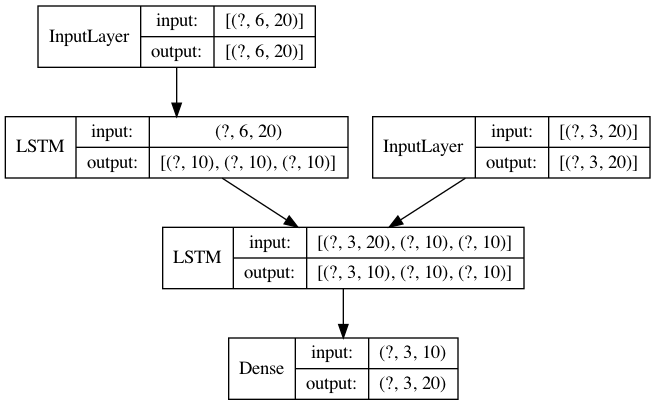 InputLayer
input: [(?, 6, 20)]
output: [(?, 6, 20)]
LSTM
input: (?, 6, 20)
output: [(?, 10), (?, 10), (?, 10)]
InputLayer
input: [(?, 3, 20)]
output: [(?, 3, 20)]
LSTM
input: [(?, 3, 20), (?, 10), (?, 10)]
output: [(?, 3, 10), (?, 10), (?, 10)]
Dense
input: (?, 3, 10)
output: (?, 3, 20)